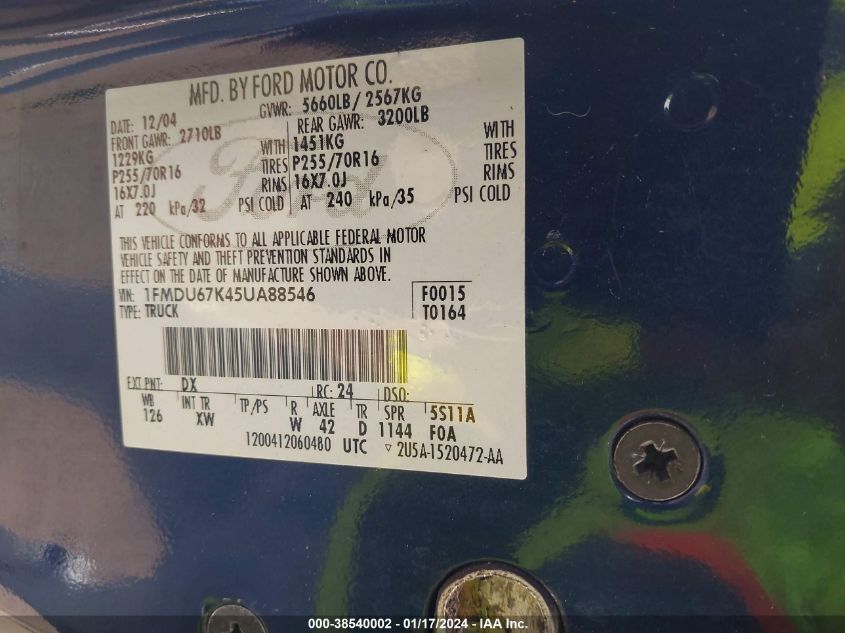 MFD. BY FORD MOTOR CO.
DATE: 12/04 GVWR: 5660LB / 2567KG
FRONT GAWR: 2710LB REAR GAWR: 3200LB
1229KG WITH 1451KG WITH
P255/70R16 TIRES P255/70R16 TIRES
16X7.0J RIMS 16X7.0J RIMS
AT 220 kPa/32 PSI COLD AT 240 kPa/35 PSI COLD
Ford
THIS VEHICLE CONFORMS TO ALL APPLICABLE FEDERAL MOTOR
VEHICLE SAFETY AND THEFT PREVENTION STANDARDS IN
EFFECT ON THE DATE OF MANUFACTURE SHOWN ABOVE.
VIN: 1FMDU67K45UA88546 F0015
TYPE: TRUCK T0164
EXT PNT: DX RC: 24 DSO:
WB INT TR TP/PS R AXLE TR SPR 5S11A
126 XW W 42 D 1144 FOA
1200412060480 UTC ▽ 2U5A-1520472-AA
000-38540002 - 01/17/2024 - IAA Inc.